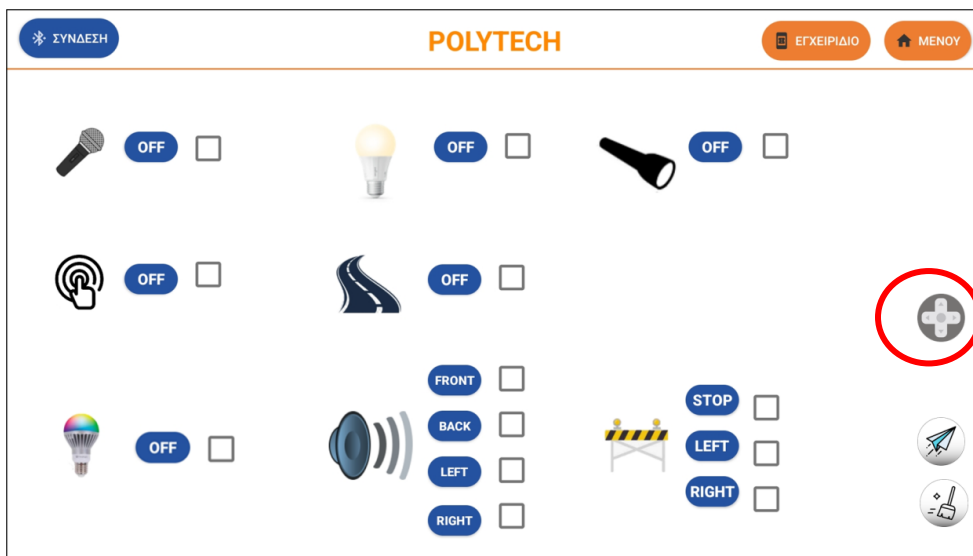 ΣΥΝΔΕΣΗ
POLYTECH
ΕΓΧΕΙΡΙΔΙΟ
ΜΕΝΟΥ
OFF
OFF
OFF
OFF
OFF
OFF
FRONT
BACK
LEFT
RIGHT
STOP
LEFT
RIGHT